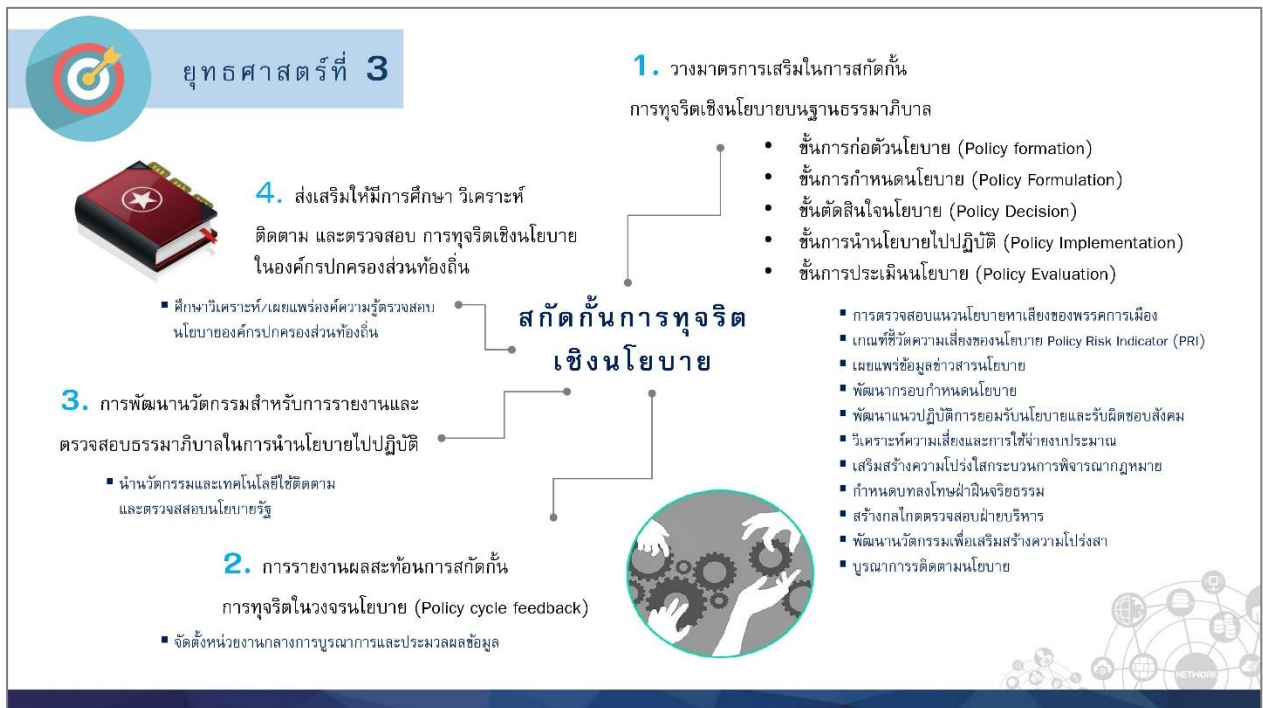 ยุทธศาสตร์ที่ 3
1. วางมาตรการเสริมในการสกัดกั้น
การทุจริตเชิงนโยบายบนฐานธรรมาภิบาล
• ขั้นการก่อตัวนโยบาย (Policy formation)
• ขั้นการกำหนดนโยบาย (Policy Formulation)
• ขั้นตัดสินใจนโยบาย (Policy Decision)
• ขั้นการนำนโยบายไปปฏิบัติ (Policy Implementation)
• ขั้นการประเมินนโยบาย (Policy Evaluation)
▪ การตรวจสอบแนวนโยบายหาเสียงของพรรคการเมือง
▪ เกณฑ์ชี้วัดความเสี่ยงของนโยบาย Policy Risk Indicator (PRI)
▪ เผยแพร่ข้อมูลข่าวสารนโยบาย
▪ พัฒนากรอบกำหนดนโยบาย
▪ พัฒนาแนวปฏิบัติการยอมรับนโยบายและรับผิดชอบสังคม
▪ วิเคราะห์ความเสี่ยงและการใช้จ่ายงบประมาณ
▪ เสริมสร้างความโปร่งใสกระบวนการพิจารณากฎหมาย
▪ กำหนดบทลงโทษฝ่าฝืนจริยธรรม
▪ สร้างกลไกตตรวจสอบฝ่ายบริหาร
▪ พัฒนานวัตกรรมเพื่อเสริมสร้างความโปร่งสา
▪ บูรณาการรติดตามนโยบาย
4. ส่งเสริมให้มีการศึกษา วิเคราะห์
ติดตาม และตรวจสอบ การทุจริตเชิงนโยบาย
ในองค์กรปกครองส่วนท้องถิ่น
▪ ศึกษาวิเคราะห์/เผยแพร่องค์ความรู้ตรวจสอบ
นโยบายองค์กรปกครองส่วนท้องถิ่น
สกัดกั้นการทุจริต
เชิงนโยบาย
3. การพัฒนานวัตกรรมสำหรับการรายงานและ
ตรวจสอบธรรมาภิบาลในการนำนโยบายไปปฏิบัติ
▪ นำนวัตกรรมและเทคโนโลยีใช้ติดตาม
และตรวจสสอบนโยบายรัฐ
2. การรายงานผลสะท้อนการสกัดกั้น
การทุจริตในวงจรนโยบาย (Policy cycle feedback)
▪ จัดตั้งหน่วยงานกลางการบูรณาการและประมวลผลข้อมูล
NETWORK